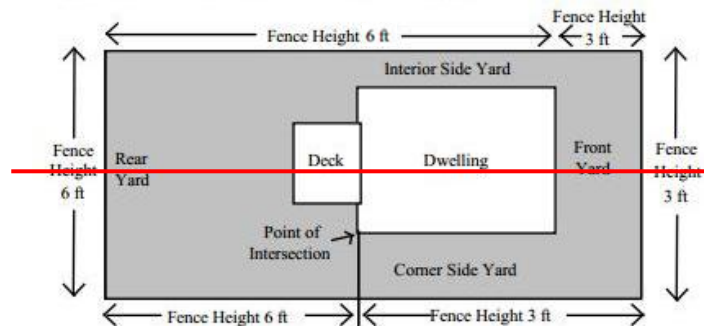 Fence Height
3 ft
Fence Height 6 ft
Interior Side Yard
Fence
Height
6 ft
Rear
Yard
Deck
Dwelling
Front
Yard
Fence
Height
3 ft
Point of
Intersection
Corner Side Yard
Fence Height 6 ft
Fence Height 3 ft